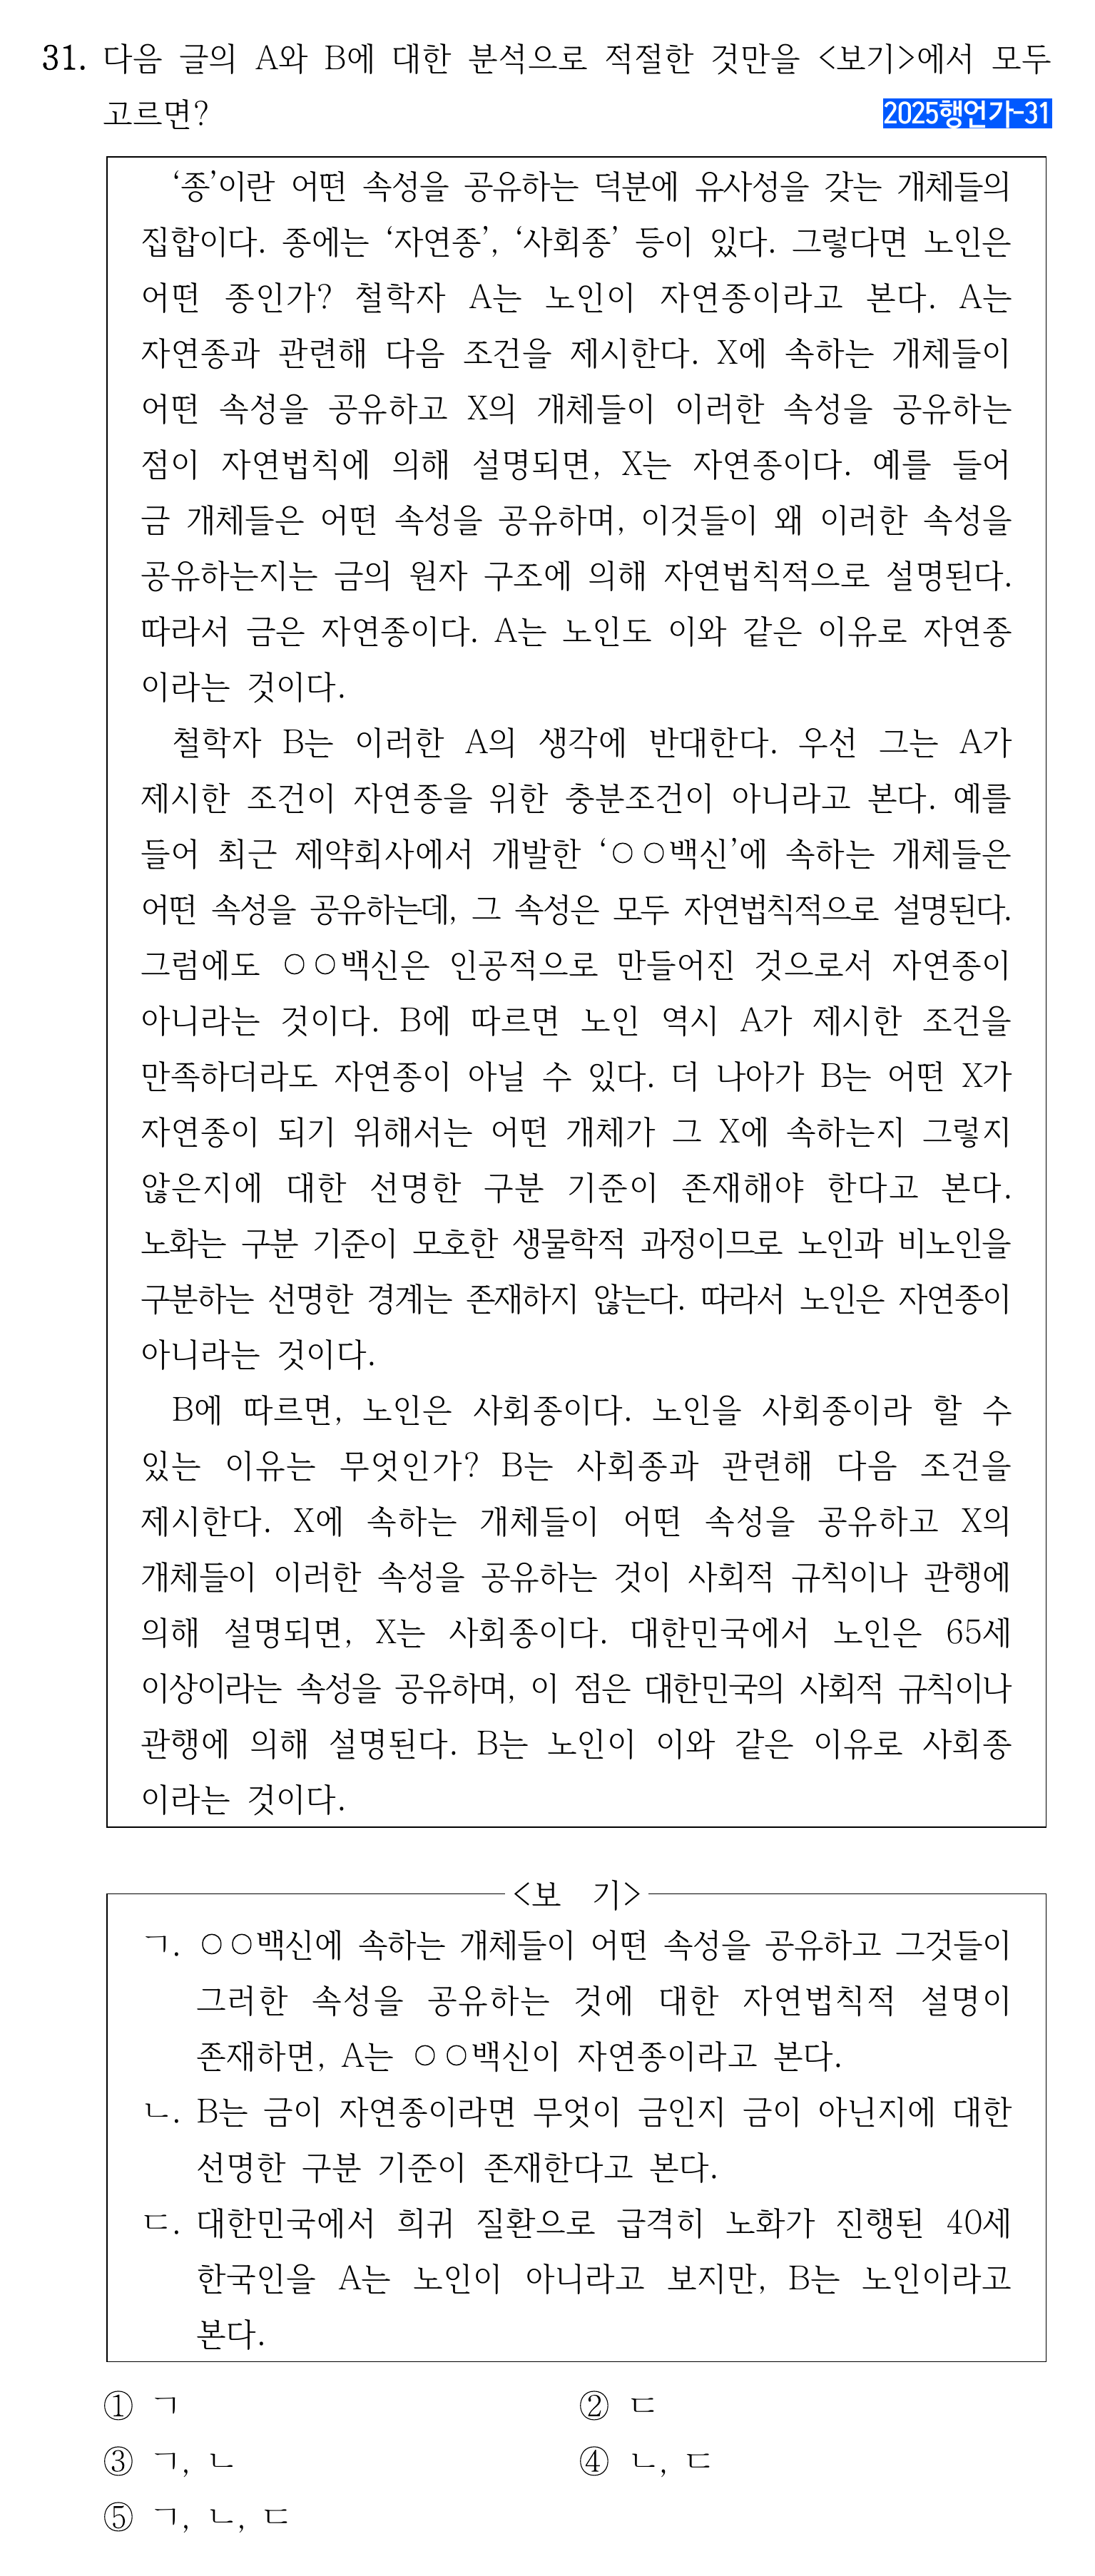 31. 다음 글의 A와 B에 대한 분석으로 적절한 것만을 <보기>에서 모두
고르면?
2025행언가-31
‘종’이란 어떤 속성을 공유하는 덕분에 유사성을 갖는 개체들의
집합이다. 종에는 ‘자연종’, ‘사회종’ 등이 있다. 그렇다면 노인은
어떤 종인가? 철학자 A는 노인이 자연종이라고 본다. A는
자연종과 관련해 다음 조건을 제시한다. X에 속하는 개체들이
어떤 속성을 공유하고 X의 개체들이 이러한 속성을 공유하는
점이 자연법칙에 의해 설명되면, X는 자연종이다. 예를 들어
금 개체들은 어떤 속성을 공유하며, 이것들이 왜 이러한 속성을
공유하는지는 금의 원자 구조에 의해 자연법칙적으로 설명된다.
따라서 금은 자연종이다. A는 노인도 이와 같은 이유로 자연종
이라는 것이다.
철학자 B는 이러한 A의 생각에 반대한다. 우선 그는 A가
제시한 조건이 자연종을 위한 충분조건이 아니라고 본다. 예를
들어 최근 제약회사에서 개발한 ‘○○백신’에 속하는 개체들은
어떤 속성을 공유하는데, 그 속성은 모두 자연법칙적으로 설명된다.
그럼에도 ○○백신은 인공적으로 만들어진 것으로서 자연종이
아니라는 것이다. B에 따르면 노인 역시 A가 제시한 조건을
만족하더라도 자연종이 아닐 수 있다. 더 나아가 B는 어떤 X가
자연종이 되기 위해서는 어떤 개체가 그 X에 속하는지 그렇지
않은지에 대한 선명한 구분 기준이 존재해야 한다고 본다.
노화는 구분 기준이 모호한 생물학적 과정이므로 노인과 비노인을
구분하는 선명한 경계는 존재하지 않는다. 따라서 노인은 자연종이
아니라는 것이다.
B에 따르면, 노인은 사회종이다. 노인을 사회종이라 할 수
있는 이유는 무엇인가? B는 사회종과 관련해 다음 조건을
제시한다. X에 속하는 개체들이 어떤 속성을 공유하고 X의
개체들이 이러한 속성을 공유하는 것이 사회적 규칙이나 관행에
의해 설명되면, X는 사회종이다. 대한민국에서 노인은 65세
이상이라는 속성을 공유하며, 이 점은 대한민국의 사회적 규칙이나
관행에 의해 설명된다. B는 노인이 이와 같은 이유로 사회종
이라는 것이다.
<보 기>
ㄱ. ○○백신에 속하는 개체들이 어떤 속성을 공유하고 그것들이
그러한 속성을 공유하는 것에 대한 자연법칙적 설명이
존재하면, A는 ○○백신이 자연종이라고 본다.
ㄴ. B는 금이 자연종이라면 무엇이 금인지 금이 아닌지에 대한
선명한 구분 기준이 존재한다고 본다.
ㄷ. 대한민국에서 희귀 질환으로 급격히 노화가 진행된 40세
한국인을 A는 노인이 아니라고 보지만, B는 노인이라고
본다.
① ㄱ ② ㄷ
③ ㄱ, ㄴ ④ ㄴ, ㄷ
⑤ ㄱ, ㄴ, ㄷ